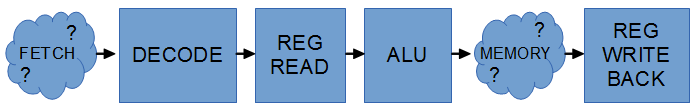 ?
FETCH
?
DECODE
REG
READ
ALU
?
MEMORY
?
REG
WRITE
BACK